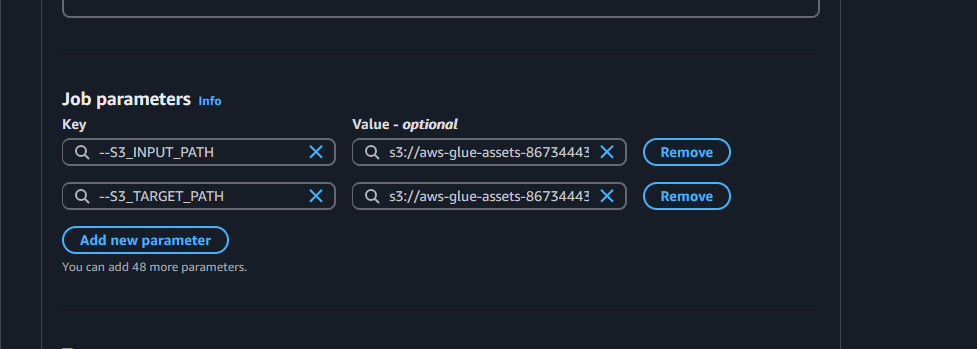 Job parameters Info
Key Value - optional
--S3_INPUT_PATH s3://aws-glue-assets-86734443 Remove
--S3_TARGET_PATH s3://aws-glue-assets-86734443 Remove
Add new parameter
You can add 48 more parameters.